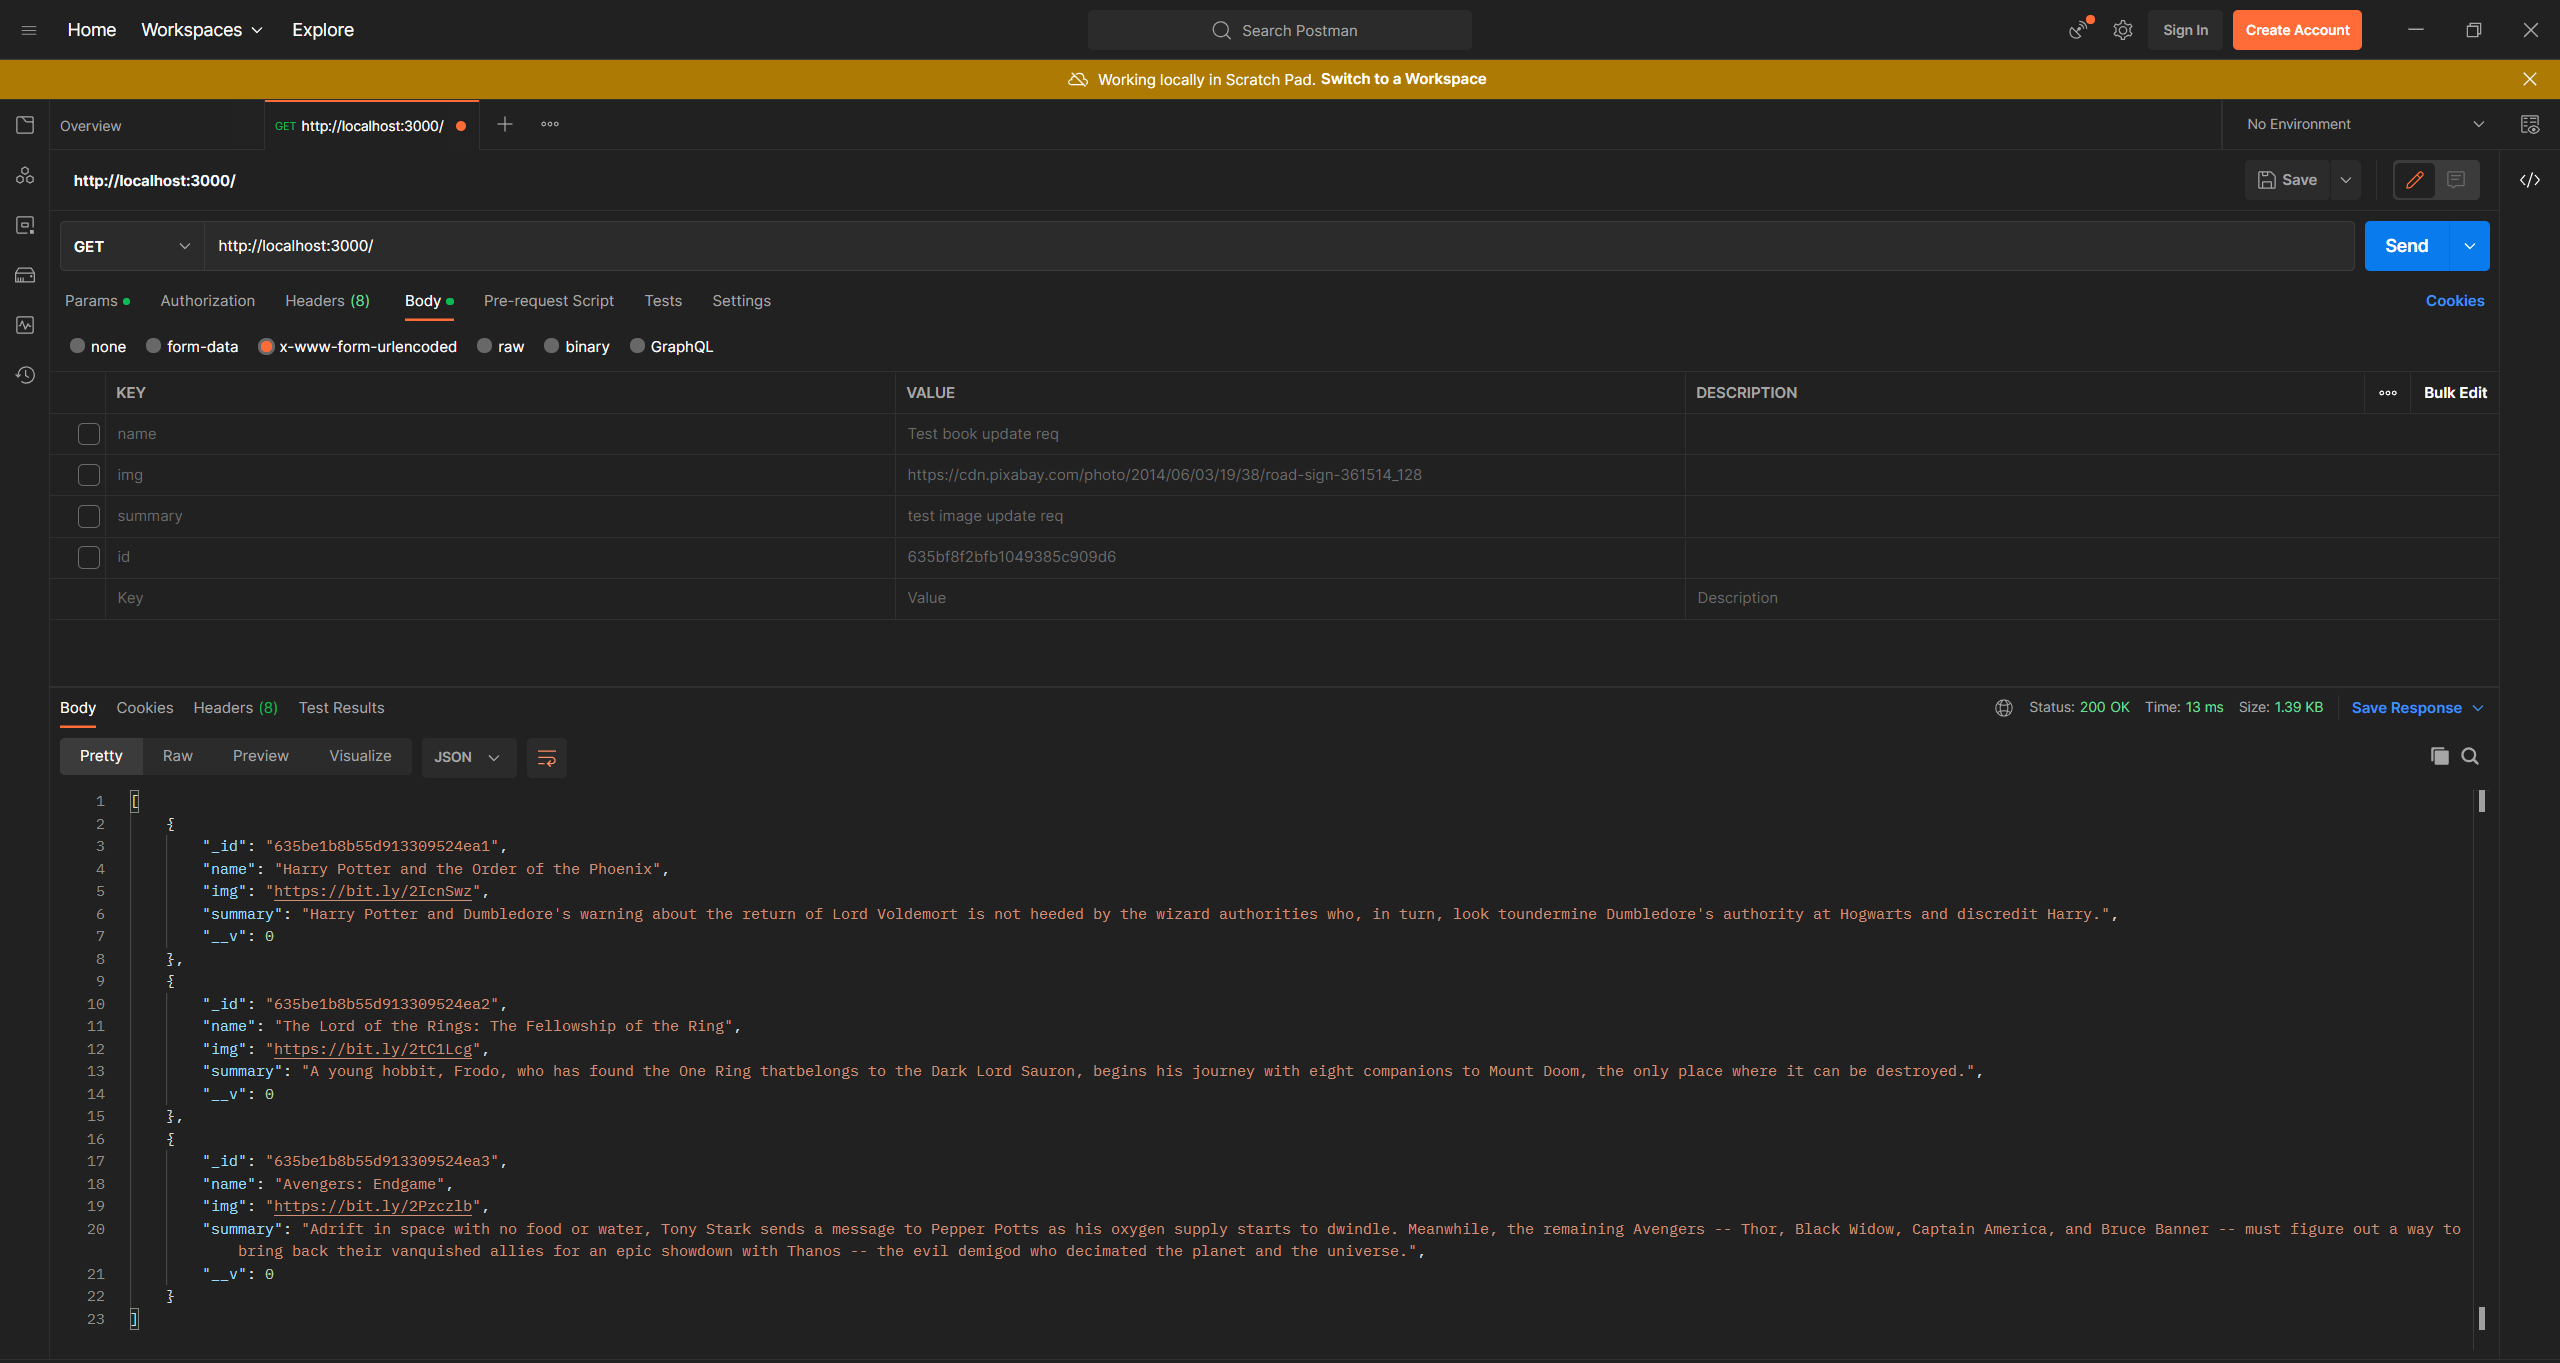 Home Workspaces Explore Search Postman Sign In Create Account
Working locally in Scratch Pad. Switch to a Workspace
Overview GET http://localhost:3000/ No Environment
http://localhost:3000/ Save
GET http://localhost:3000/ Send
Params Authorization Headers (8) Body Pre-request Script Tests Settings Cookies
none form-data x-www-form-urlencoded raw binary GraphQL
KEY VALUE DESCRIPTION Bulk Edit
name Test book update req
img https://cdn.pixabay.com/photo/2014/06/03/19/38/road-sign-361514_128
summary test image update req
id 635bf8f2bfb1049385c909d6
Key Value Description
Body Cookies Headers (8) Test Results Status: 200 OK Time: 13 ms Size: 1.39 KB Save Response
Pretty Raw Preview Visualize JSON
1 [
2 {
3 "_id": "635be1b8b55d913309524ea1",
4 "name": "Harry Potter and the Order of the Phoenix",
5 "img": "https://bit.ly/2IcnSwz",
6 "summary": "Harry Potter and Dumbledore's warning about the return of Lord Voldemort is not heeded by the wizard authorities who, in turn, look toundermine Dumbledore's authority at Hogwarts and discredit Harry.",
7 "__v": 0
8 },
9 {
10 "_id": "635be1b8b55d913309524ea2",
11 "name": "The Lord of the Rings: The Fellowship of the Ring",
12 "img": "https://bit.ly/2tC1Lcg",
13 "summary": "A young hobbit, Frodo, who has found the One Ring thatbelongs to the Dark Lord Sauron, begins his journey with eight companions to Mount Doom, the only place where it can be destroyed.",
14 "__v": 0
15 },
16 {
17 "_id": "635be1b8b55d913309524ea3",
18 "name": "Avengers: Endgame",
19 "img": "https://bit.ly/2Pzczlb",
20 "summary": "Adrift in space with no food or water, Tony Stark sends a message to Pepper Potts as his oxygen supply starts to dwindle. Meanwhile, the remaining Avengers -- Thor, Black Widow, Captain America, and Bruce Banner -- must figure out a way to
bring back their vanquished allies for an epic showdown with Thanos -- the evil demigod who decimated the planet and the universe.",
21 "__v": 0
22 }
23 ]